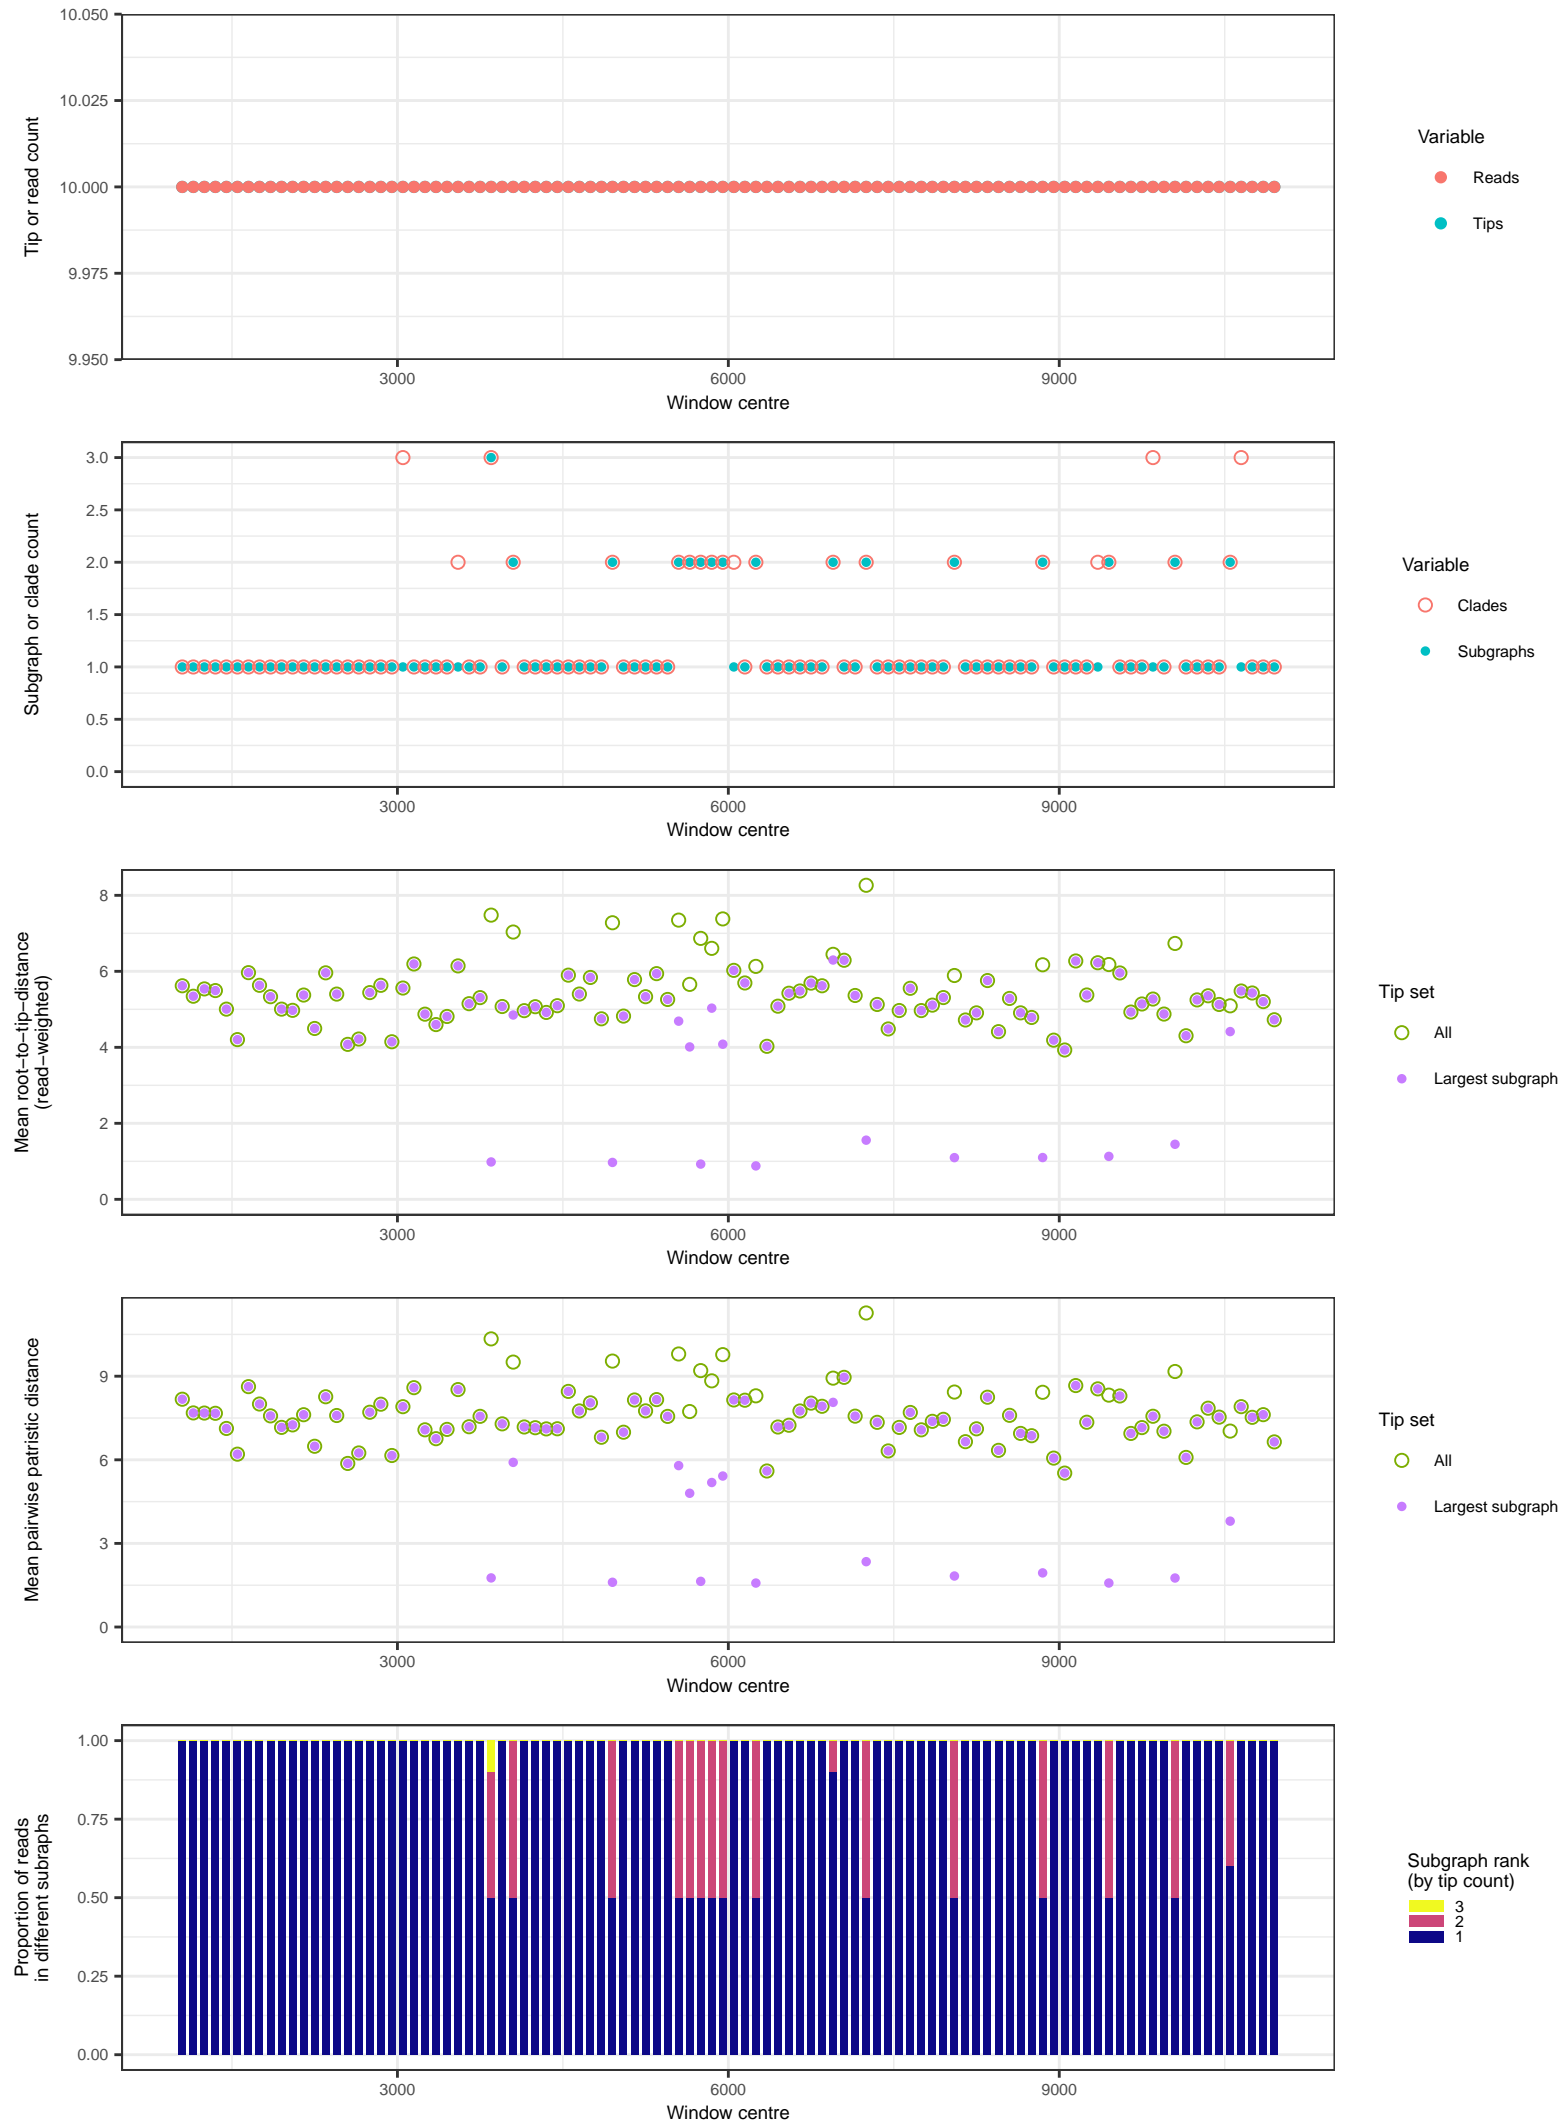 10.050
10.025
10.000
9.975
9.950
Tip or read count
3000 6000 9000
Window centre
Variable
Reads
Tips
3.0
2.5
2.0
1.5
1.0
0.5
0.0
Subgraph or clade count
3000 6000 9000
Window centre
Variable
Clades
Subgraphs
8
6
4
2
0
Mean root−to−tip−distance
(read−weighted)
3000 6000 9000
Window centre
Tip set
All
Largest subgraph
9
6
3
0
Mean pairwise patristic distance
3000 6000 9000
Window centre
Tip set
All
Largest subgraph
1.00
0.75
0.50
0.25
0.00
Proportion of reads
in different subraphs
3000 6000 9000
Window centre
Subgraph rank
(by tip count)
3
2
1